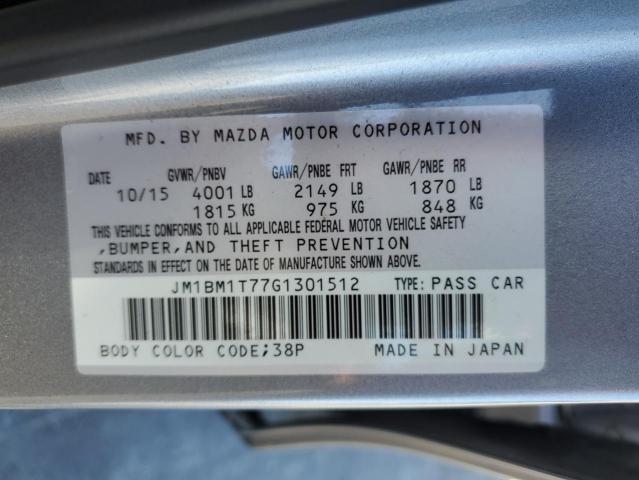 MFD. BY MAZDA MOTOR CORPORATION
DATE GVWR/PNBV GAWR/PNBE FRT GAWR/PNBE RR
10/15 4001 LB 2149 LB 1870 LB
1815 KG 975 KG 848 KG
THIS VEHICLE CONFORMS TO ALL APPLICABLE FEDERAL MOTOR VEHICLE SAFETY
,BUMPER,AND THEFT PREVENTION
STANDARDS IN EFFECT ON THE DATE OF MANUFACTURE SHOWN ABOVE.
JM1BM1T77G1301512 TYPE: PASS CAR
BODY COLOR CODE;38P MADE IN JAPAN